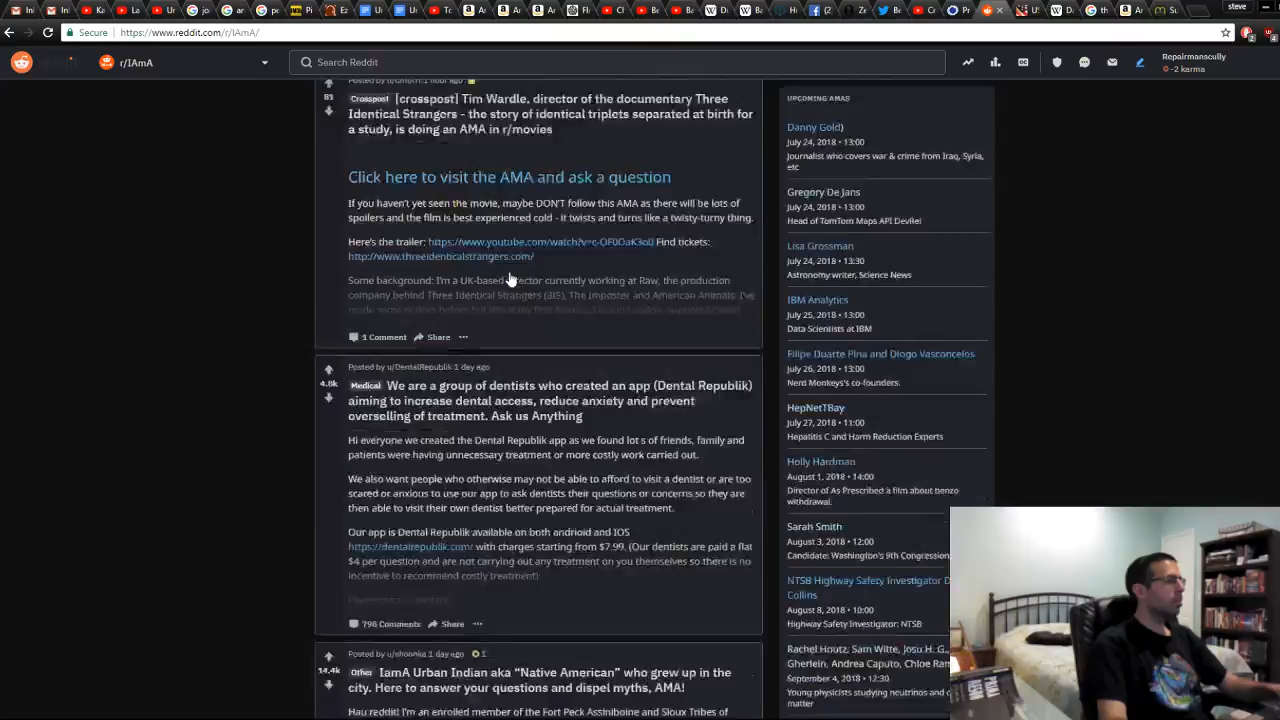 steve
Secure
https://www.reddit.com/r/IAmA/
r/IAmA
Search Reddit
Repairmanscully
-2 karma
81
Crosspost [crosspost] Tim Wardle, director of the documentary Three
Identical Strangers - the story of identical triplets separated at birth for
a study, is doing an AMA in r/movies
Click here to visit the AMA and ask a question
If you haven't yet seen the movie, maybe DON'T follow this AMA as there will be lots of
spoilers and the film is best experienced cold - it twists and turns like a twisty-turny thing.
Here's the trailer: Find tickets:
http://www.threeidenticalstrangers.com/
Some background: I'm a UK-based director currently working at Raw, the production
company behind Three Identical Strangers (3IS), The Imposter and American Animals. I've
1 Comment Share
Posted by u/DentalRepublik 1 day ago
4.8k
Medical We are a group of dentists who created an app (Dental Republik)
aiming to increase dental access, reduce anxiety and prevent
overselling of treatment. Ask us Anything
Hi everyone we created the Dental Republik app as we found lot s of friends, family and
patients were having unnecessary treatment or more costly work carried out.
We also want people who otherwise may not be able to afford to visit a dentist or are too
scared or anxious to use our app to ask dentists their questions or concerns so they are
then able to visit their own dentist better prepared for actual treatment.
Our app is Dental Republik available on both android and IOS
https://dentalrepublik.com/ with charges starting from $7.99. (Our dentists are paid a flat
$4 per question and are not carrying out any treatment on you themselves so there is no
incentive to recommend costly treatment)
798 Comments Share
1 day ago 1
14.4k
Other IamA Urban Indian aka “Native American” who grew up in the
city. Here to answer your questions and dispel myths, AMA!
Hau reddit! I'm an enrolled member of the Fort Peck Assiniboine and Sioux Tribes of
UPCOMING AMAS
Danny Gold)
July 24, 2018 • 13:00
Journalist who covers war & crime from Iraq, Syria,
etc
Gregory De Jans
July 24, 2018 • 13:00
Head of TomTom Maps API DevRel
Lisa Grossman
July 24, 2018 • 13:00
Astronomy writer, Science News
IBM Analytics
July 25, 2018 • 13:00
Data Scientists at IBM
Filipe Duarte Pina and Diogo Vasconcelos
July 26, 2018 • 13:00
Nerd Monkeys's co-founders.
HepNetTBay
July 27, 2018 • 11:00
Hepatitis C and Harm Reduction Experts
Holly Hardman
August 1, 2018 • 14:00
Director of As Prescribed a film about benzo
withdrawal.
Sarah Smith
August 3, 2018 • 12:00
Candidate: Washington's 9th Congression
NTSB Highway Safety Investigator D
Collins
August 8, 2018 • 10:00
Highway Safety Investigator: NTSB
Rachel Houtz, Sam Witte, Josu H. G.,
Gherlein, Andrea Caputo, Chloe Ran
September 4, 2018 • 12:30
Young physicists studying neutrinos and d
matter